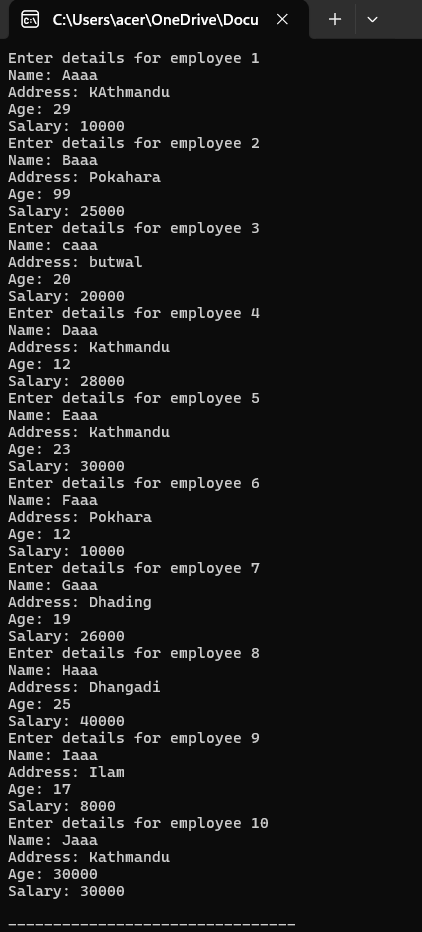 C:\Users\acer\OneDrive\Docu
Enter details for employee 1
Name: Aaaa
Address: KAthmandu
Age: 29
Salary: 10000
Enter details for employee 2
Name: Baaa
Address: Pokahara
Age: 99
Salary: 25000
Enter details for employee 3
Name: caaa
Address: butwal
Age: 20
Salary: 20000
Enter details for employee 4
Name: Daaa
Address: Kathmandu
Age: 12
Salary: 28000
Enter details for employee 5
Name: Eaaa
Address: Kathmandu
Age: 23
Salary: 30000
Enter details for employee 6
Name: Faaa
Address: Pokhara
Age: 12
Salary: 10000
Enter details for employee 7
Name: Gaaa
Address: Dhading
Age: 19
Salary: 26000
Enter details for employee 8
Name: Haaa
Address: Dhangadi
Age: 25
Salary: 40000
Enter details for employee 9
Name: Iaaa
Address: Ilam
Age: 17
Salary: 8000
Enter details for employee 10
Name: Jaaa
Address: Kathmandu
Age: 30000
Salary: 30000
--------------------------------